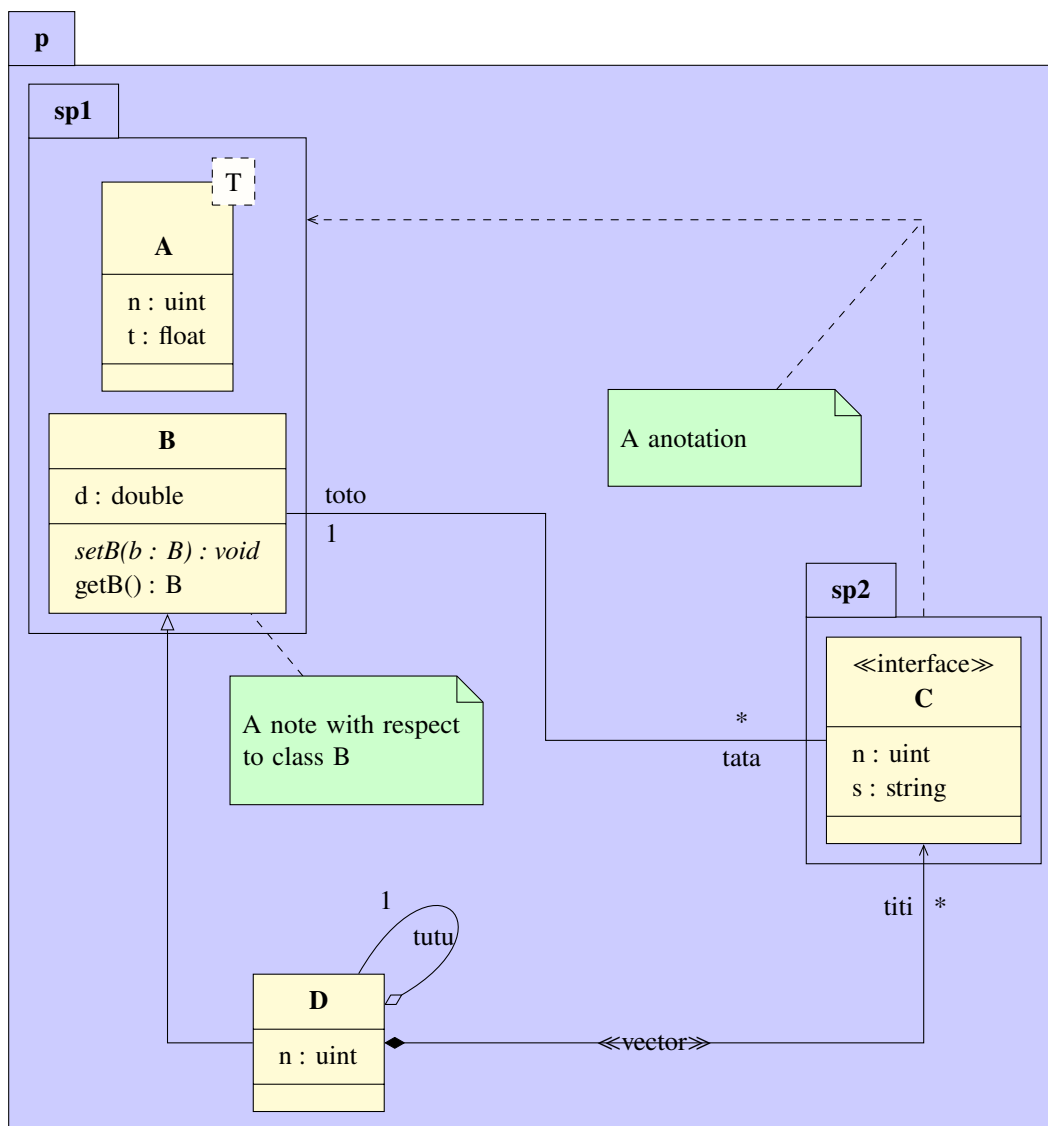 p
sp1
T
A
n : uint
t : float
B
d : double
setB(b : B) : void
getB() : B
toto
1
A anotation
sp2
≪interface≫
C
n : uint
s : string
*
tata
A note with respect
to class B
titi
*
1
tutu
D
n : uint
≪vector≫